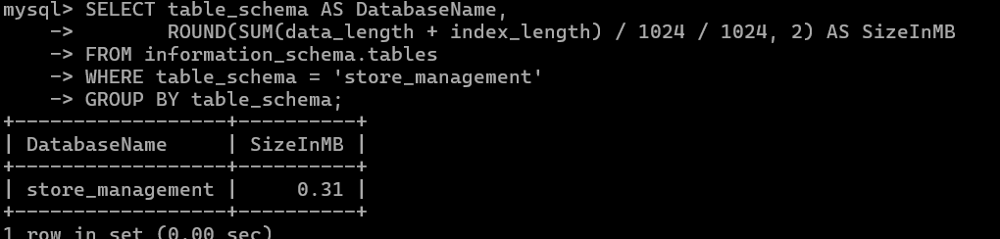 mysql> SELECT table_schema AS DatabaseName,
    ->        ROUND(SUM(data_length + index_length) / 1024 / 1024, 2) AS SizeInMB
    -> FROM information_schema.tables
    -> WHERE table_schema = 'store_management'
    -> GROUP BY table_schema;
+------------------+----------+
| DatabaseName     | SizeInMB |
+------------------+----------+
| store_management |     0.31 |
+------------------+----------+
1 row in set (0.00 sec)